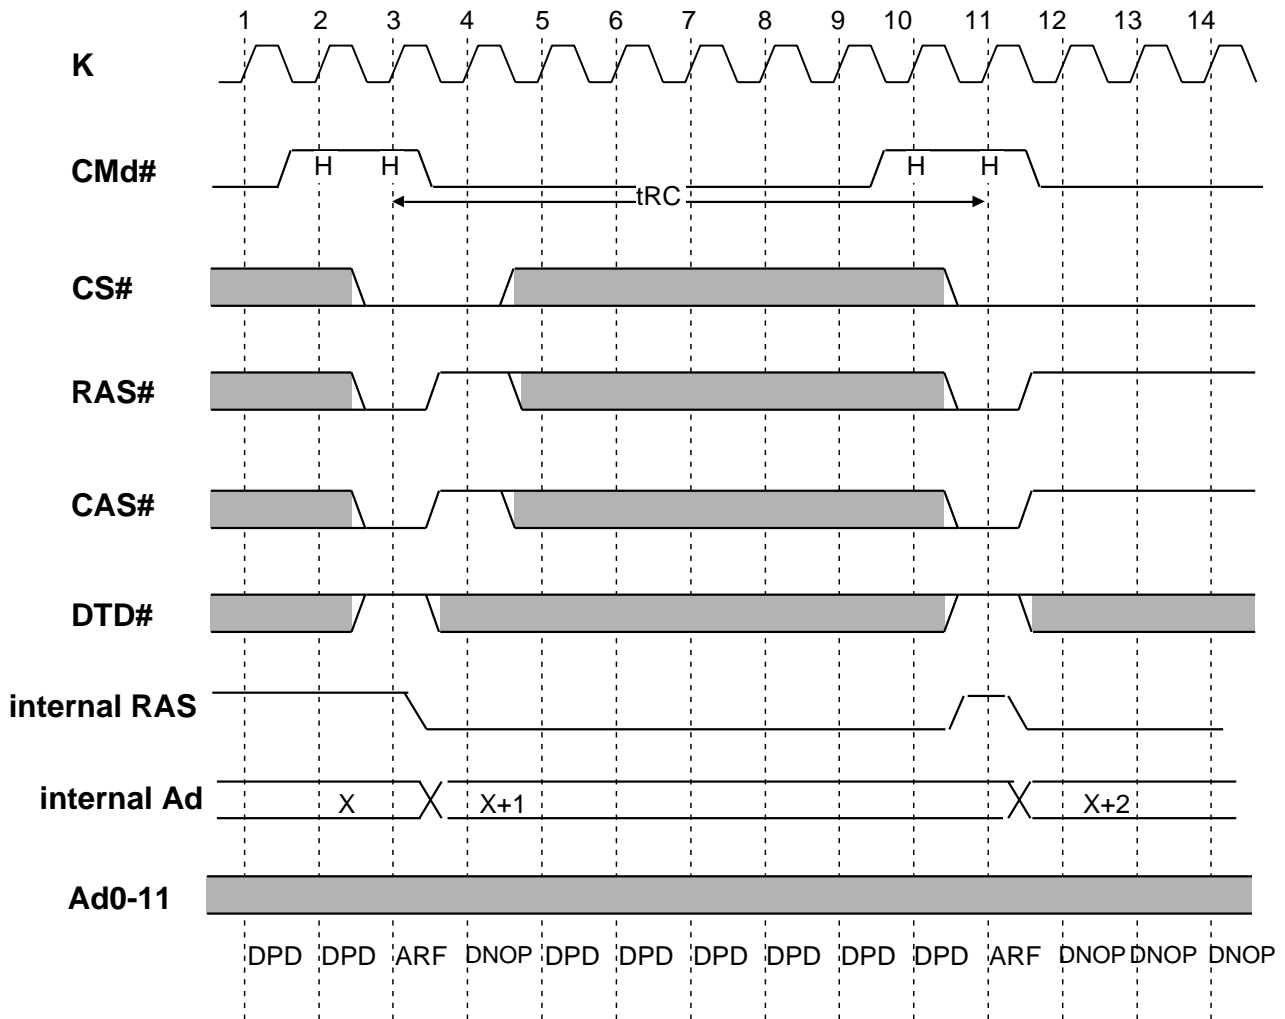 1 2 3 4 5 6 7 8 9 10 11 12 13 14
K
CMd# H H H H
tRC
CS#
RAS#
CAS#
DTD#
internal RAS
internal Ad X X+1 X+2
Ad0-11
DPD DPD ARF DNOP DPD DPD DPD DPD DPD DPD ARF DNOP DNOP DNOP